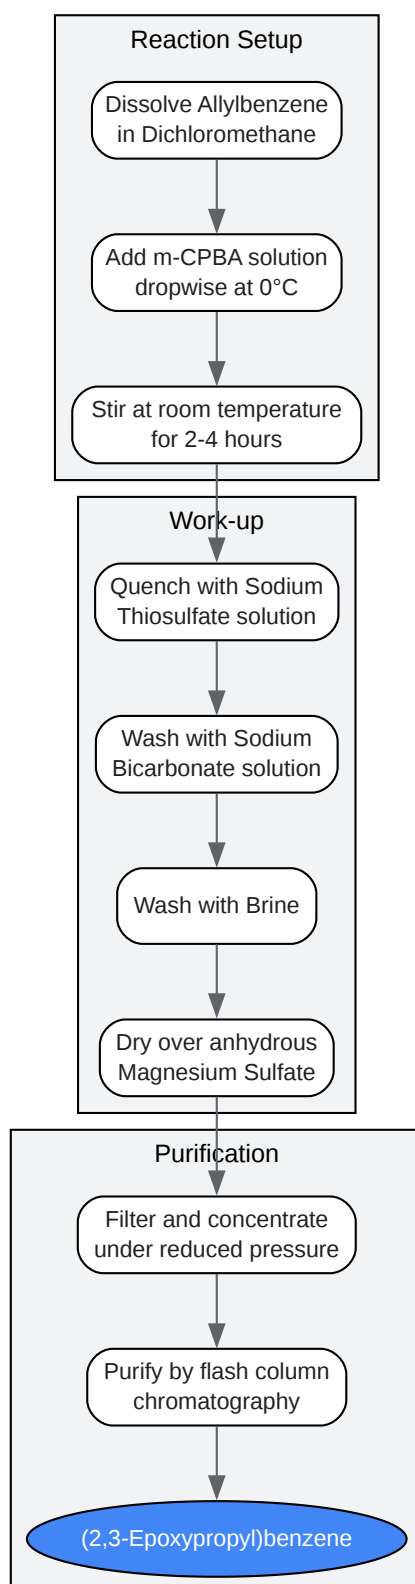 Reaction Setup
Dissolve Allylbenzene
in Dichloromethane
Add m-CPBA solution
dropwise at 0°C
Stir at room temperature
for 2-4 hours
Work-up
Quench with Sodium
Thiosulfate solution
Wash with Sodium
Bicarbonate solution
Wash with Brine
Dry over anhydrous
Magnesium Sulfate
Purification
Filter and concentrate
under reduced pressure
Purify by flash column
chromatography
(2,3-Epoxypropyl)benzene